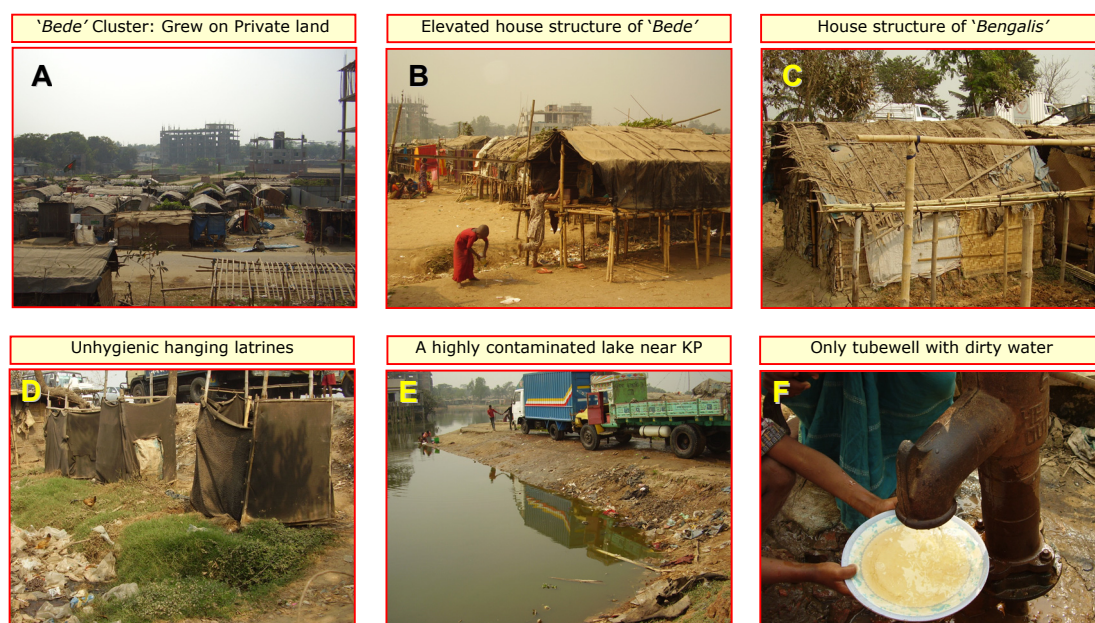 ‘Bede’ Cluster: Grew on Private land
Elevated house structure of ‘Bede’
House structure of ‘Bengalis’
A
B
C
Unhygienic hanging latrines
A highly contaminated lake near KP
Only tubewell with dirty water
D
E
F